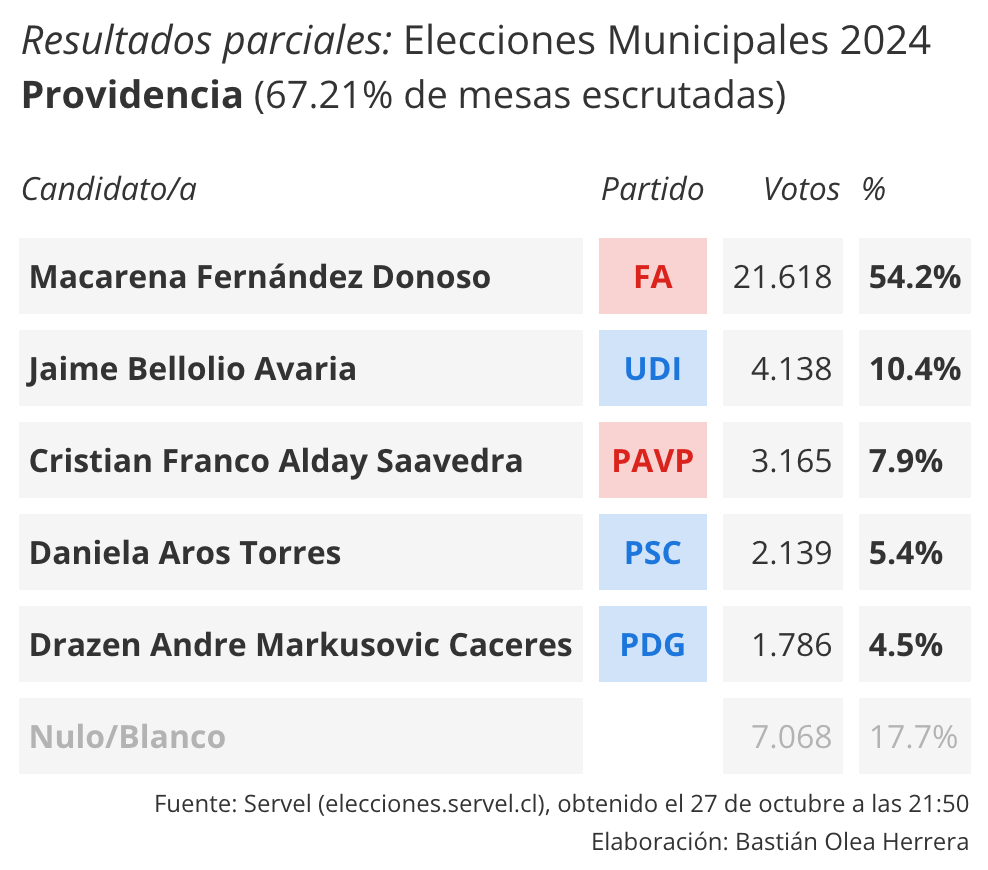 Resultados parciales: Elecciones Municipales 2024
Providencia (67.21% de mesas escrutadas)
Candidato/a Partido Votos %
Macarena Fernández Donoso FA 21.618 54.2%
Jaime Bellolio Avaria UDI 4.138 10.4%
Cristian Franco Alday Saavedra PAVP 3.165 7.9%
Daniela Aros Torres PSC 2.139 5.4%
Drazen Andre Markusovic Caceres PDG 1.786 4.5%
Nulo/Blanco 7.068 17.7%
Fuente: Servel (elecciones.servel.cl), obtenido el 27 de octubre a las 21:50
Elaboración: Bastián Olea Herrera